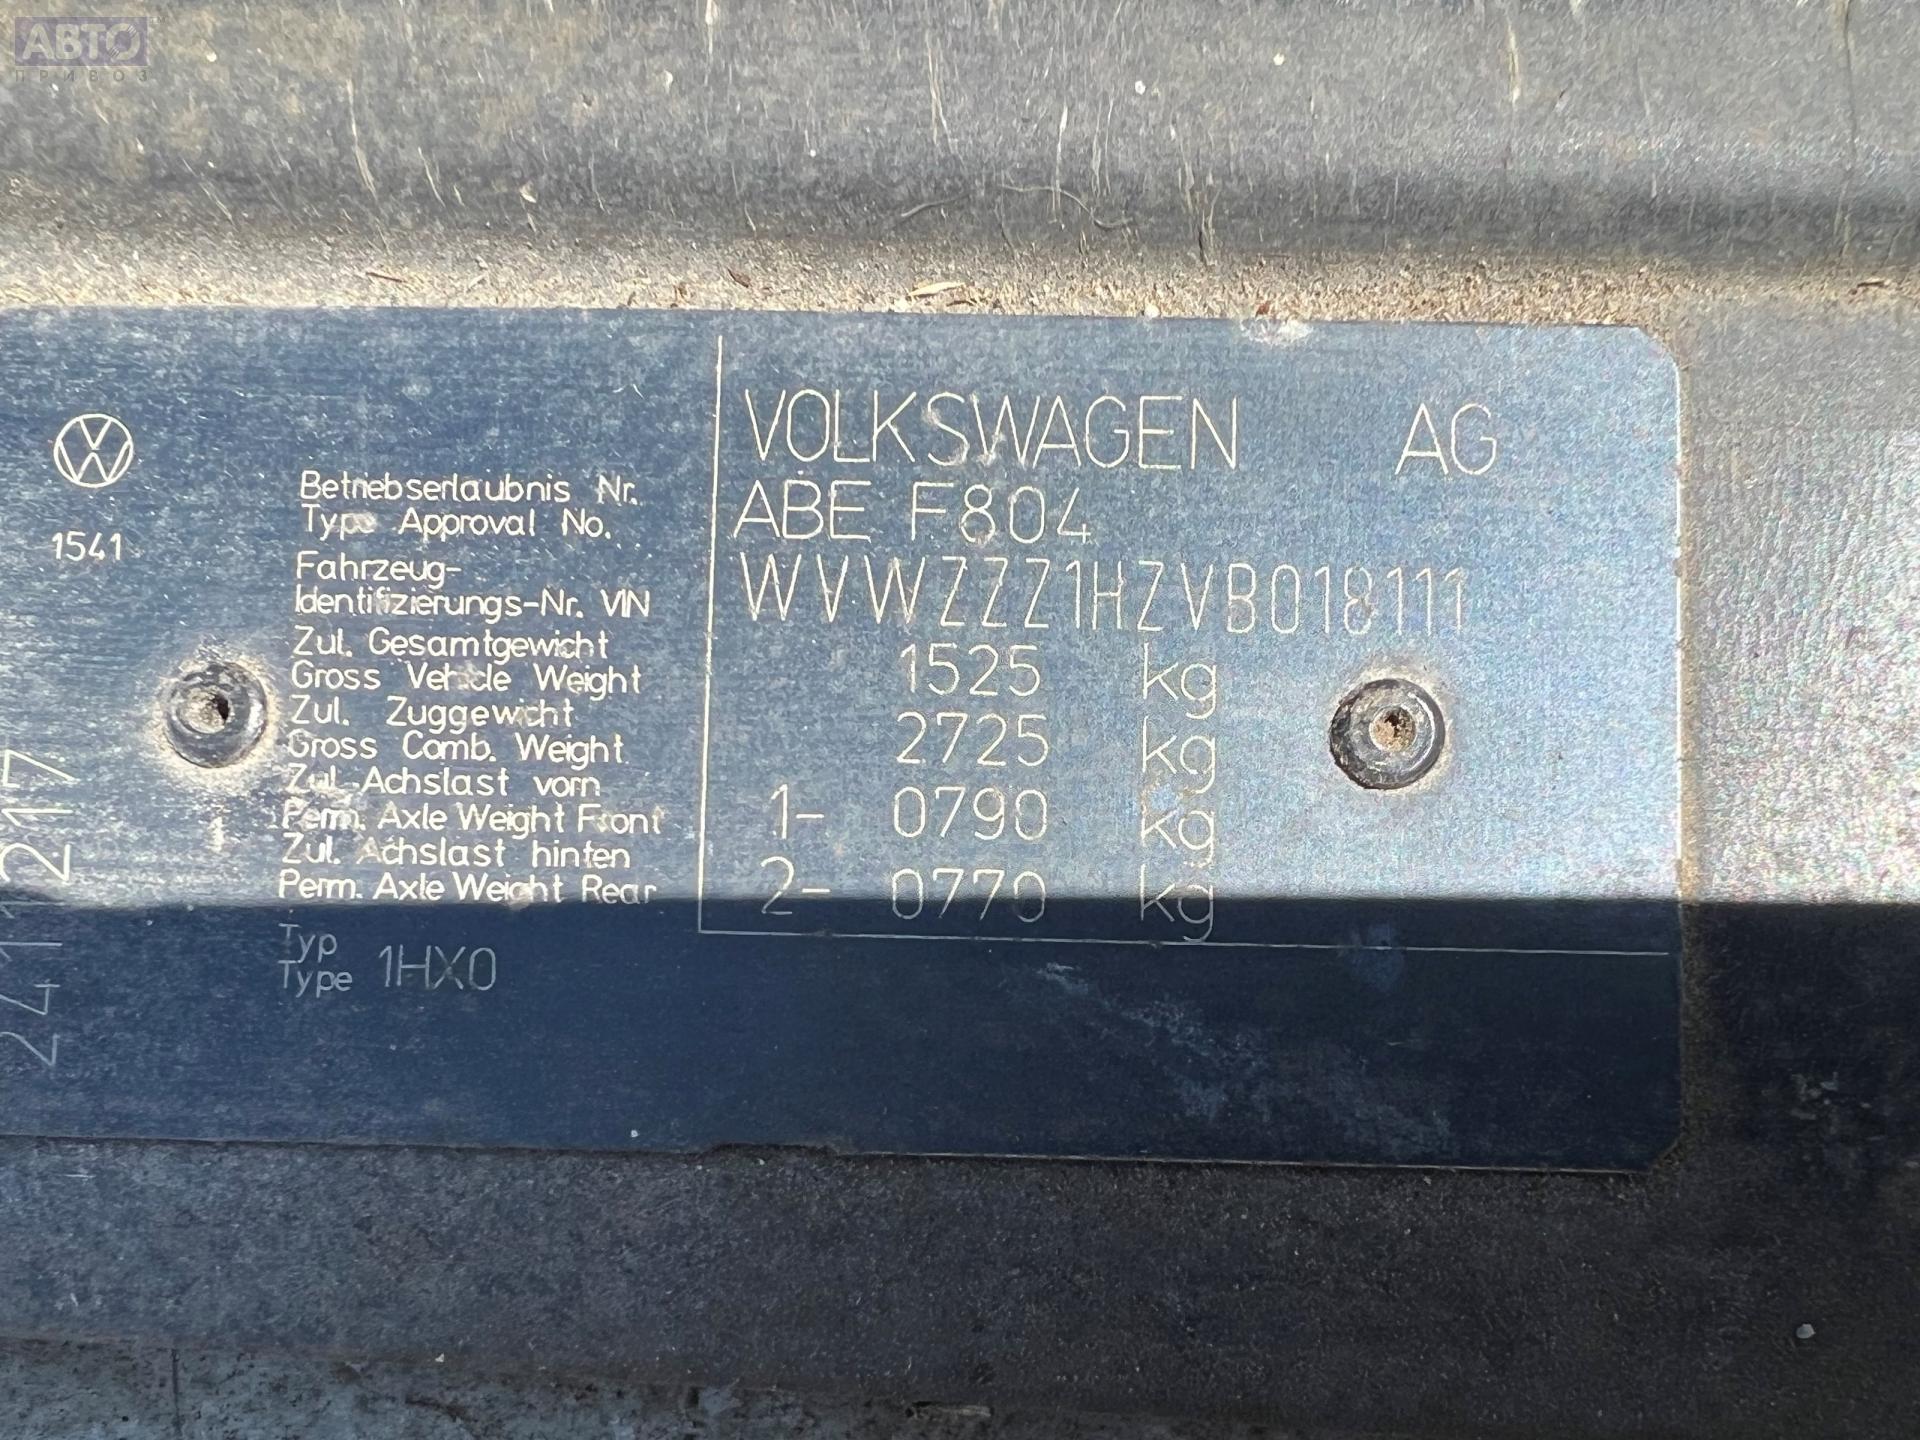 АВТО
ПРИВОЗ
VOLKSWAGEN AG
Betriebserlaubnis Nr.
Type Approval No.
ABE F804
1541
Fahrzeug-
Identifizierungs-Nr. VIN
WVWZZZ1HZVB018111
Zul. Gesamtgewicht
Gross Vehicle Weight
1525 kg
Zul. Zuggewicht
Gross Comb. Weight
2725 kg
Zul.-Achslast vorn
Perm. Axle Weight Front
1- 0790 kg
Zul. Achslast hinten
Perm. Axle Weight Rear
2- 0770 kg
Typ
Type 1HX0